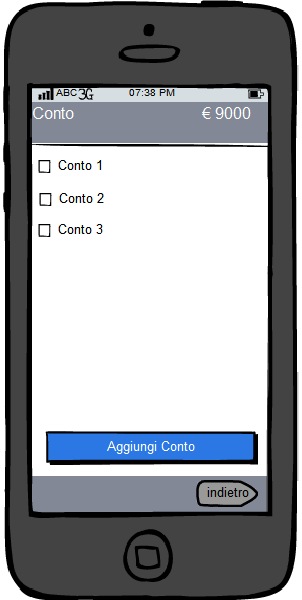 ABC 3G 07:38 PM
Conto € 9000
Conto 1
Conto 2
Conto 3
Aggiungi Conto
indietro